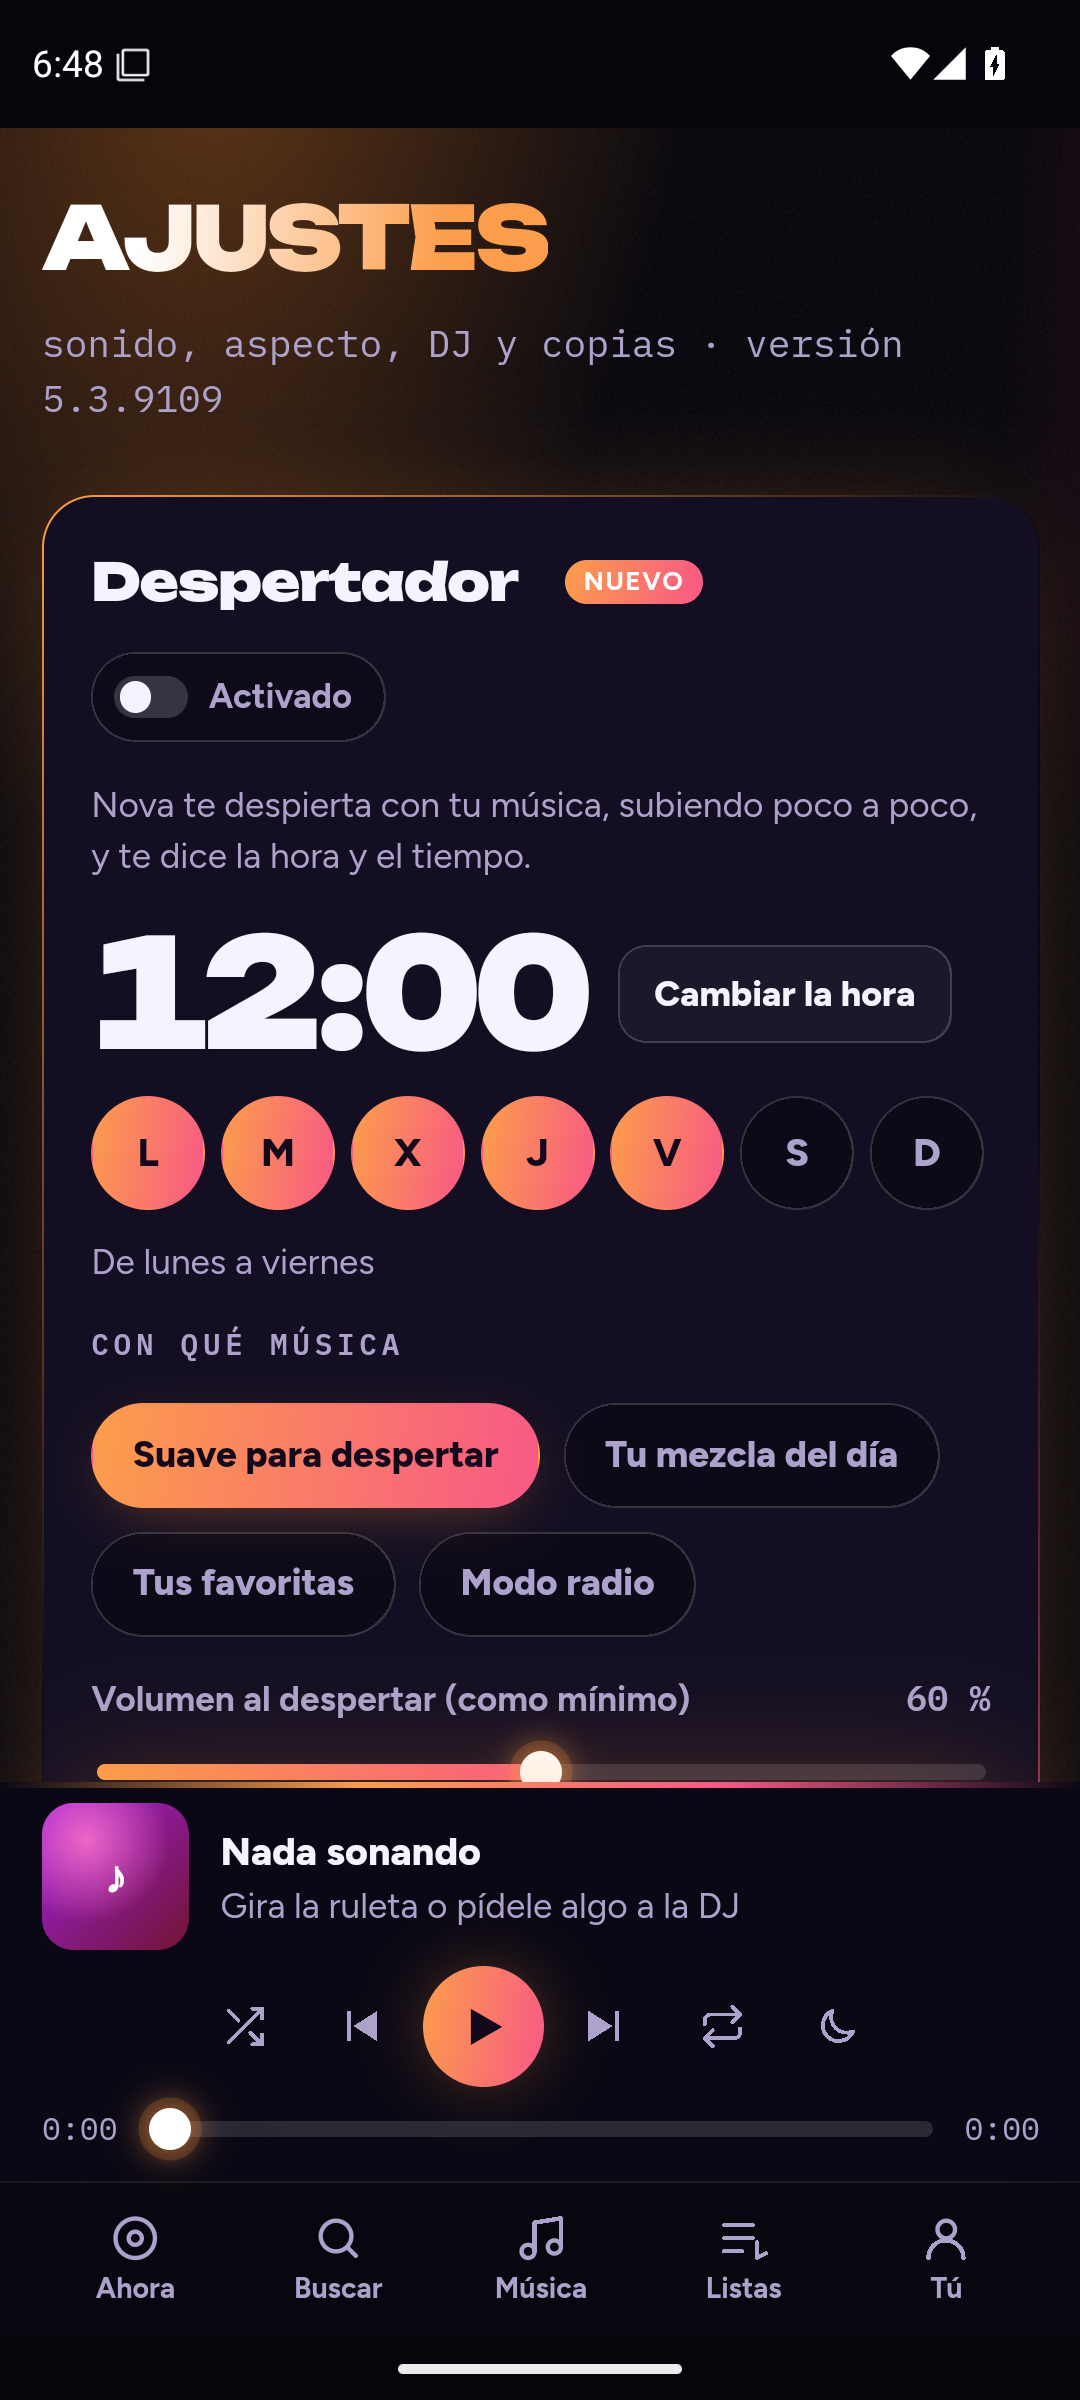 6:48
AJUSTES
sonido, aspecto, DJ y copias · versión
5.3.9109
Despertador NUEVO
Activado
Nova te despierta con tu música, subiendo poco a poco,
y te dice la hora y el tiempo.
12:00 Cambiar la hora
L M X J V S D
De lunes a viernes
CON QUÉ MÚSICA
Suave para despertar Tu mezcla del día
Tus favoritas Modo radio
Volumen al despertar (como mínimo) 60 %
Nada sonando
Gira la ruleta o pídele algo a la DJ
0:00 0:00
Ahora Buscar Música Listas Tú